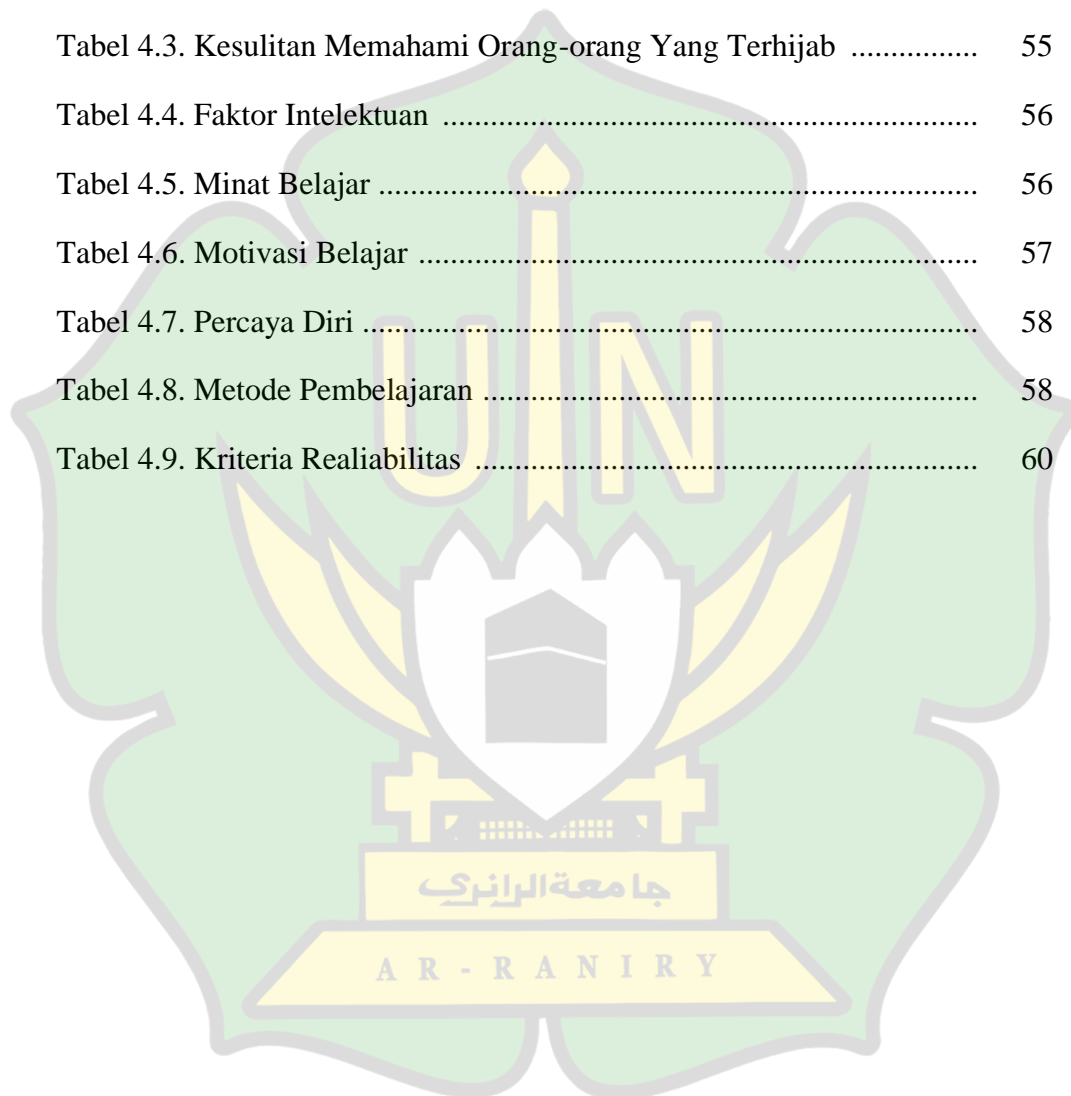 Tabel 4.3. Kesulitan Memahami Orang-orang Yang Terhijab ................ 55
Tabel 4.4. Faktor Intelektuan .................................................................... 56
Tabel 4.5. Minat Belajar ............................................................................ 56
Tabel 4.6. Motivasi Belajar ....................................................................... 57
Tabel 4.7. Percaya Diri .............................................................................. 58
Tabel 4.8. Metode Pembelajaran ............................................................... 58
Tabel 4.9. Kriteria Realiabilitas ................................................................ 60
UIN
جامعةالرانري
AR-RANIRY